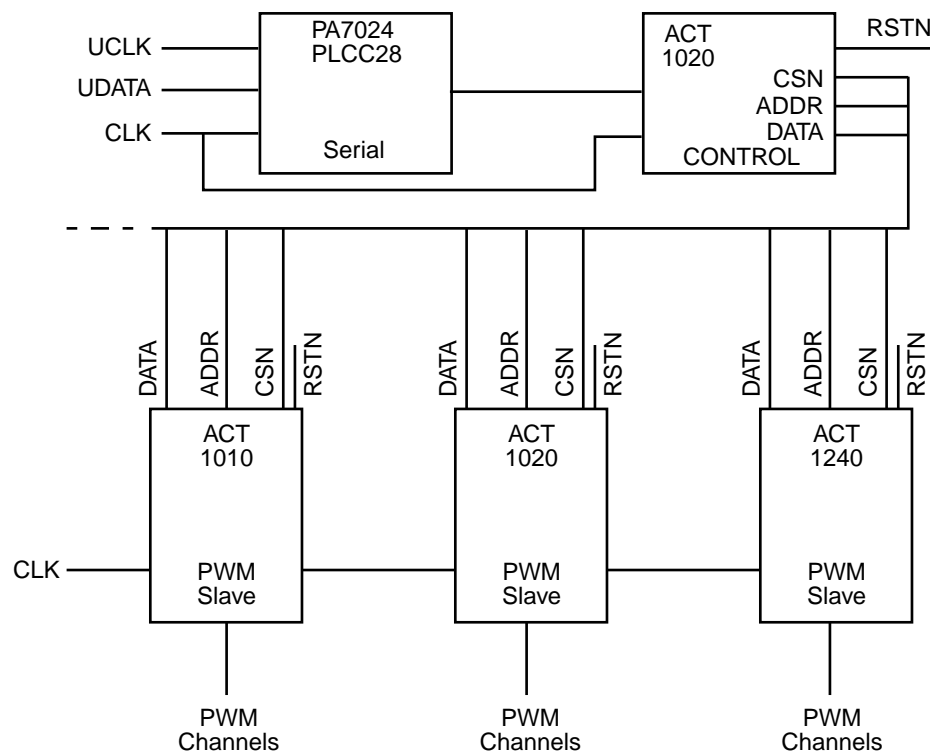 UCLK
UDATA
CLK
PA7024
PLCC28
Serial
ACT
1020
CSN
ADDR
DATA
CONTROL
RSTN
DATA
ADDR
CSN
RSTN
DATA
ADDR
CSN
RSTN
DATA
ADDR
CSN
RSTN
ACT
1010
PWM
Slave
ACT
1020
PWM
Slave
ACT
1240
PWM
Slave
CLK
PWM
Channels
PWM
Channels
PWM
Channels